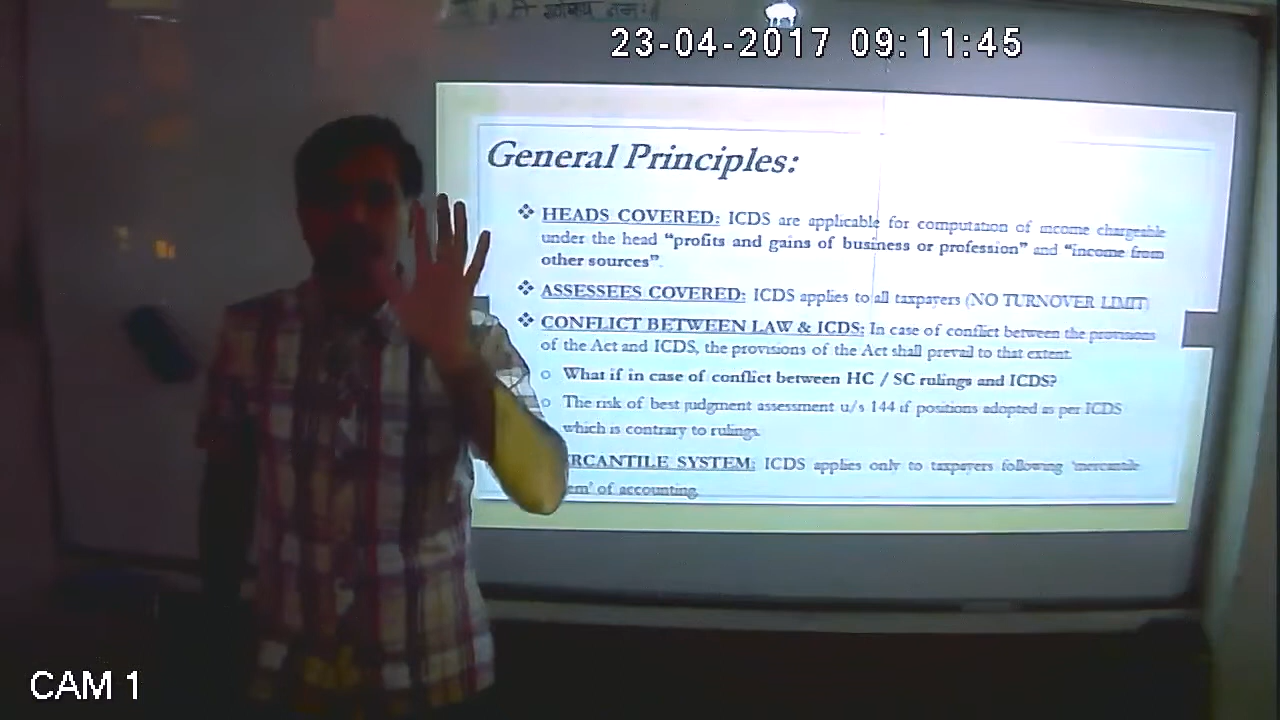 नमः।
23-04-2017 09:11:45
General Principles:
❖ HEADS COVERED: ICDS are applicable for computation of income chargeable
under the head “profits and gains of business or profession” and “income from
other sources”.
❖ ASSESSEES COVERED: ICDS applies to all taxpayers (NO TURNOVER LIMIT)
❖ CONFLICT BETWEEN LAW & ICDS: In case of conflict between the provisions
of the Act and ICDS, the provisions of the Act shall prevail to that extent.
o What if in case of conflict between HC / SC rulings and ICDS?
o The risk of best judgment assessment u/s 144 if positions adopted as per ICDS
which is contrary to rulings.
RCANTILE SYSTEM: ICDS applies only to taxpayers following ‘mercantile
em’ of accounting.
CAM 1